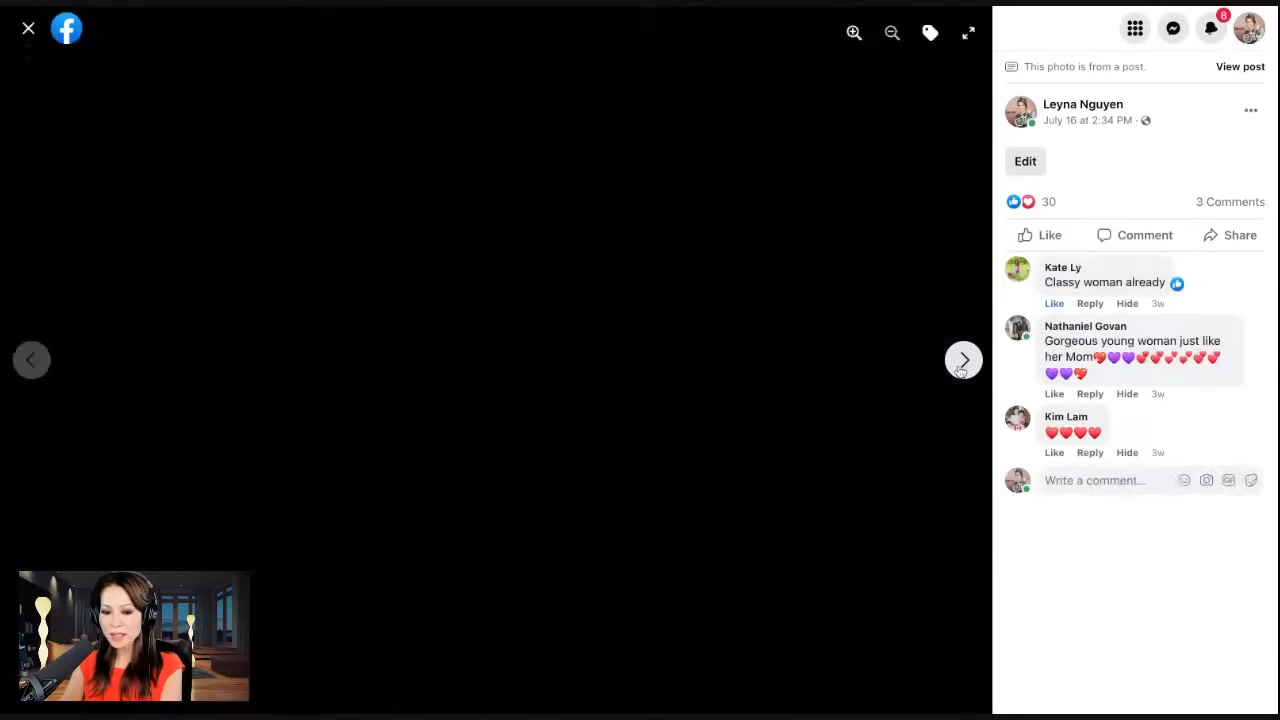 8
This photo is from a post.
View post
Leyna Nguyen
July 16 at 2:34 PM ·
Edit
30
3 Comments
Like
Comment
Share
Kate Ly
Classy woman already
Like Reply Hide 3w
Nathaniel Govan
Gorgeous young woman just like
her Mom💖💜💜💕💕💕💕💕💕
💜💜💖
Like Reply Hide 3w
Kim Lam
❤️❤️❤️❤️
Like Reply Hide 3w
Write a comment...
GIF